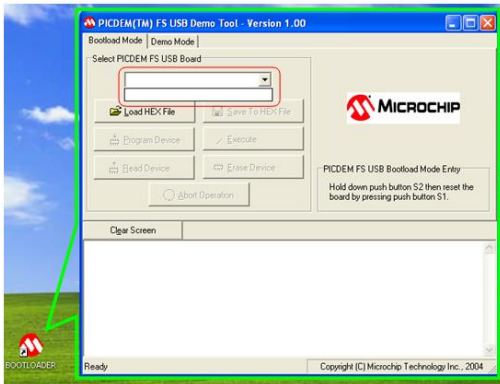 PICDEM(TM) FS USB Demo Tool - Version 1.00
Bootload Mode Demo Mode
Select PICDEM FS USB Board
Load HEX File Save To HEX File
Program Device Execute
Read Device Erase Device
Abort Operation
MICROCHIP
PICDEM FS USB Bootload Mode Entry
Hold down push button S2 then reset the
board by pressing push button S1.
Clear Screen
BOOTLOADER
Ready Copyright (C) Microchip Technology Inc., 2004